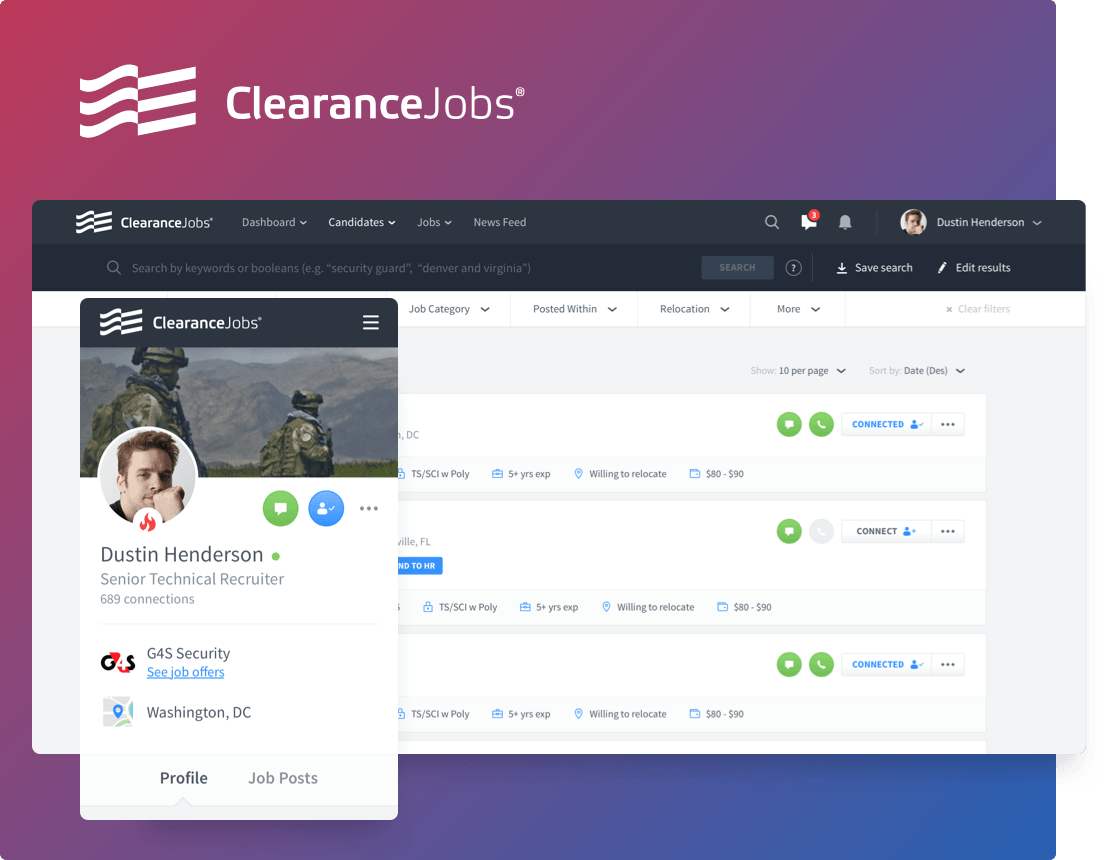 ClearanceJobs®
ClearanceJobs®
Dashboard
Candidates
Jobs
News Feed
3
Dustin Henderson
Search by keywords or booleans (e.g. “security guard”, “denver and virginia”)
SEARCH
?
Save search
Edit results
Job Category
Posted Within
Relocation
More
× Clear filters
Show: 10 per page
Sort by: Date (Des)
, DC
CONNECTED
TS/SCI w Poly
5+ yrs exp
Willing to relocate
$80 - $90
ville, FL
CONNECT
ND TO HR
TS/SCI w Poly
5+ yrs exp
Willing to relocate
$80 - $90
CONNECTED
TS/SCI w Poly
5+ yrs exp
Willing to relocate
$80 - $90
ClearanceJobs®
Dustin Henderson
Senior Technical Recruiter
689 connections
G4S
G4S Security
See job offers
Washington, DC
Profile
Job Posts